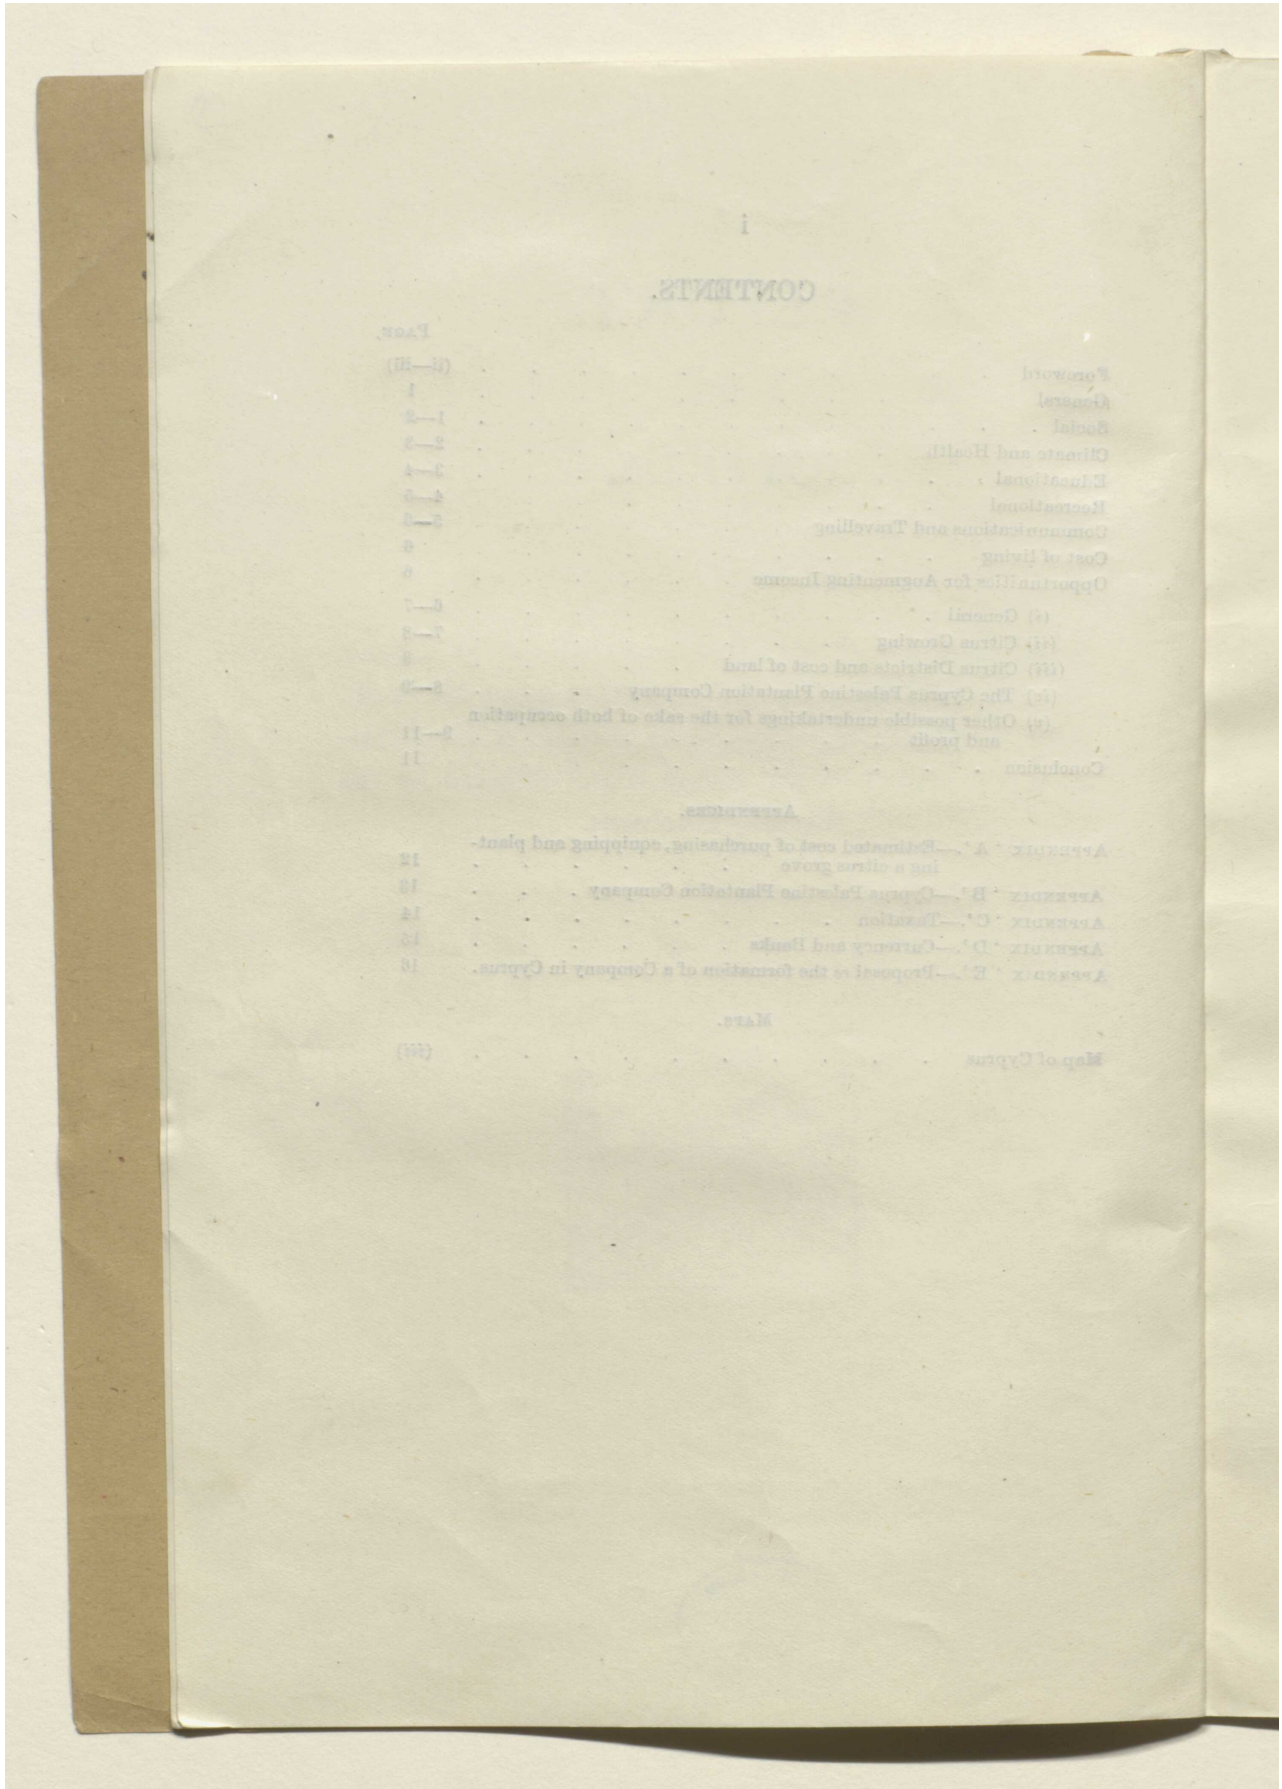 i
CONTENTS.
PAGE.
Foreword . . . . . . . . . . (ii—iii)
General . . . . . . . . . . 1
Social . . . . . . . . . . 1—2
Climate and Health . . . . . . . . 2—3
Educational . . . . . . . . . . 3—4
Recreational . . . . . . . . . . 4—5
Communications and Travelling . . . . . . 5—6
Cost of living . . . . . . . . . 6
Opportunities for Augmenting Income . . . . . . 6
(i) General . . . . . . . . . . 6—7
(ii) Citrus Growing . . . . . . . . 7—8
(iii) Citrus Districts and cost of land . . . . . 8
(iv) The Cyprus Palestine Plantation Company . . . . 8—9
(v) Other possible undertakings for the sake of both occupation
and profit . . . . . . . . . 9—11
Conclusion . . . . . . . . . . 11
APPENDICES.
APPENDIX 'A'.—Estimated cost of purchasing, equipping and plant-
ing a citrus grove . . . . . . 12
APPENDIX 'B'.—Cyprus Palestine Plantation Company . . . 13
APPENDIX 'C'.—Taxation . . . . . . . . 14
APPENDIX 'D'.—Currency and Banks . . . . . . 15
APPENDIX 'E'.—Proposal re the formation of a Company in Cyprus. 16
MAPS.
Map of Cyprus . . . . . . . . . . (iii)